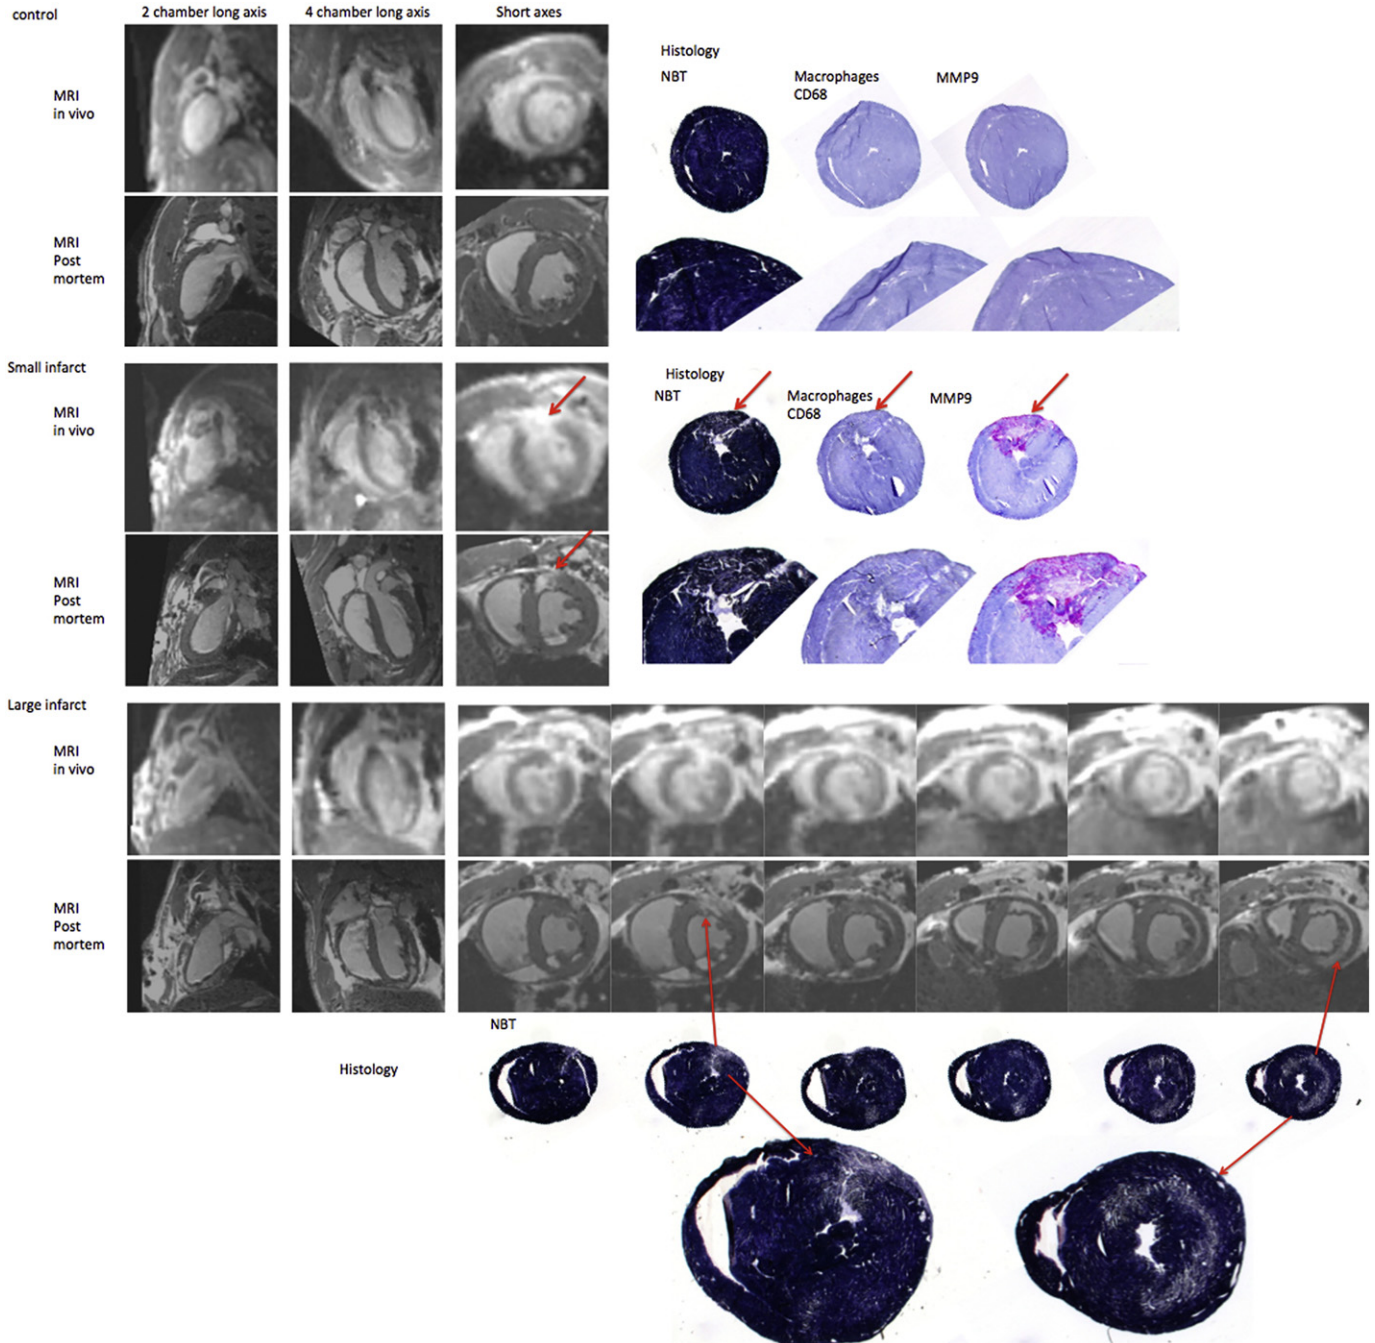 control
2 chamber long axis
4 chamber long axis
Short axes
MRI
in vivo
Histology
NBT
Macrophages
CD68
MMP9
MRI
Post
mortem
Small infarct
MRI
in vivo
Histology
NBT
Macrophages
CD68
MMP9
MRI
Post
mortem
Large infarct
MRI
in vivo
MRI
Post
mortem
NBT
Histology